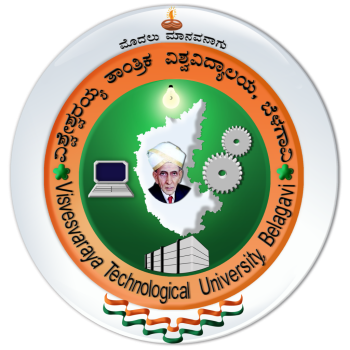 ಮೊದಲು ಮಾನವನಾಗು
ವಿಶ್ವೇಶ್ವರಯ್ಯ ತಾಂತ್ರಿಕ ವಿಶ್ವವಿದ್ಯಾಲಯ, ಬೆಳಗಾವಿ
Visvesvaraya Technological University, Belagavi